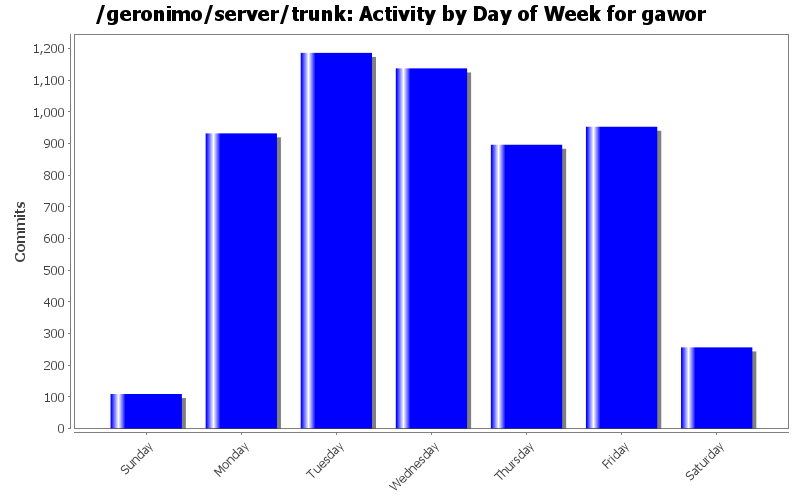 /geronimo/server/trunk: Activity by Day of Week for gawor
1,200
1,100
1,000
900
800
700
600
500
400
300
200
100
0
Commits
Sunday
Monday
Tuesday
Wednesday
Thursday
Friday
Saturday